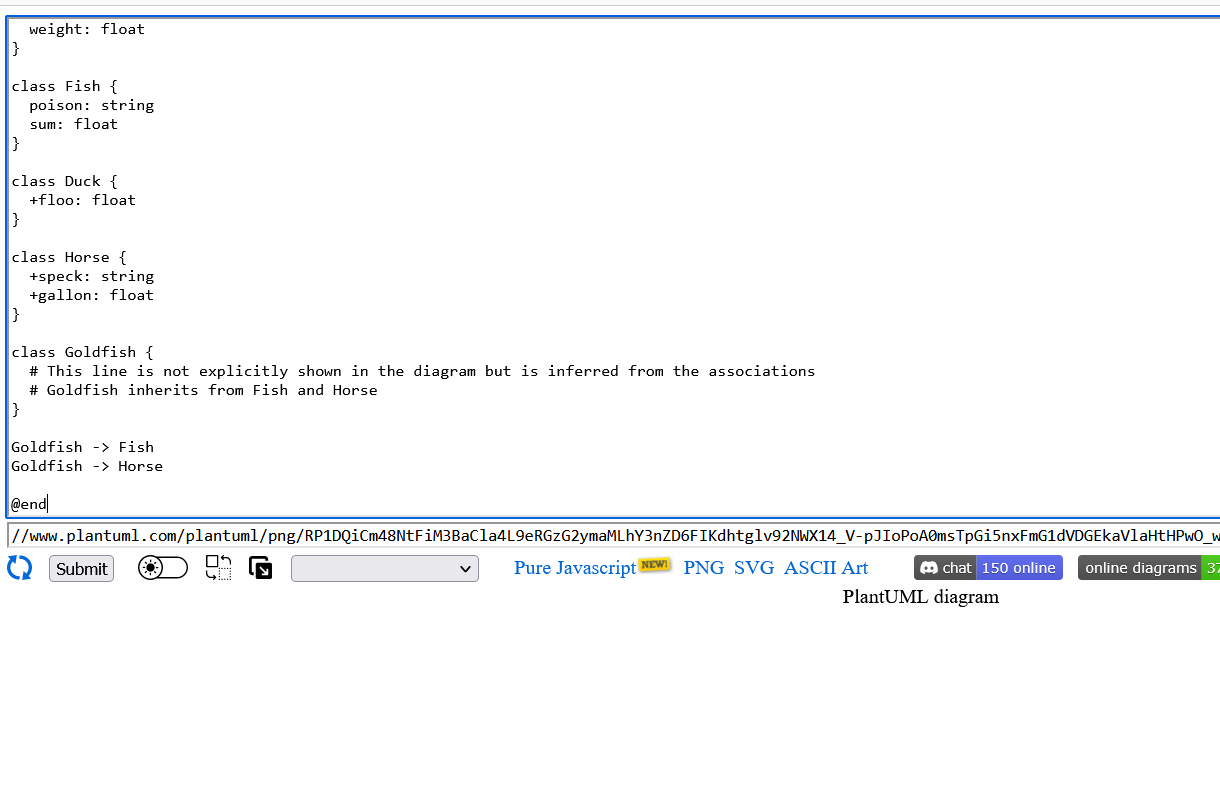 weight: float
}

class Fish {
  poison: string
  sum: float
}

class Duck {
  +floo: float
}

class Horse {
  +speck: string
  +gallon: float
}

class Goldfish {
  # This line is not explicitly shown in the diagram but is inferred from the associations
  # Goldfish inherits from Fish and Horse
}

Goldfish -> Fish
Goldfish -> Horse

@end
//www.plantuml.com/plantuml/png/RP1DQiCm48NtFiM3BaCla4L9eRGzG2ymaMLhY3nZD6FIKdhtglv92NWX14_V-pJIoPoA0msTpGi5nxFmG1dVDGEkaVlaHtHPwO_w
Submit Pure Javascript NEW! PNG SVG ASCII Art chat 150 online online diagrams 37
PlantUML diagram